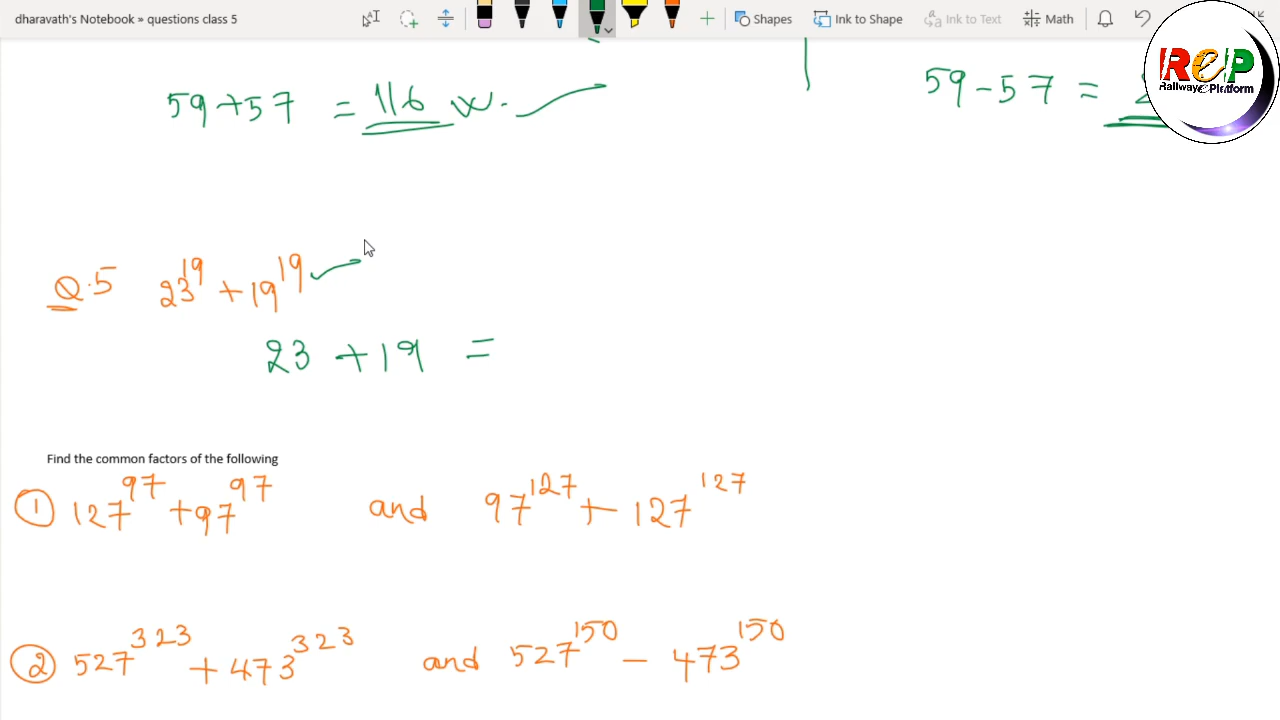 dharavath's Notebook » questions class 5
Shapes
Ink to Shape
Ink to Text
Math
RCP
Railway Platform
59+57 = 116 W.
59-57 =
Q.5 23^19 + 19^19
23 + 19 =
Find the common factors of the following
① 127^97 + 97^97 and 97^127 + 127^127
② 527^323 + 473^323 and 527^150 - 473^150